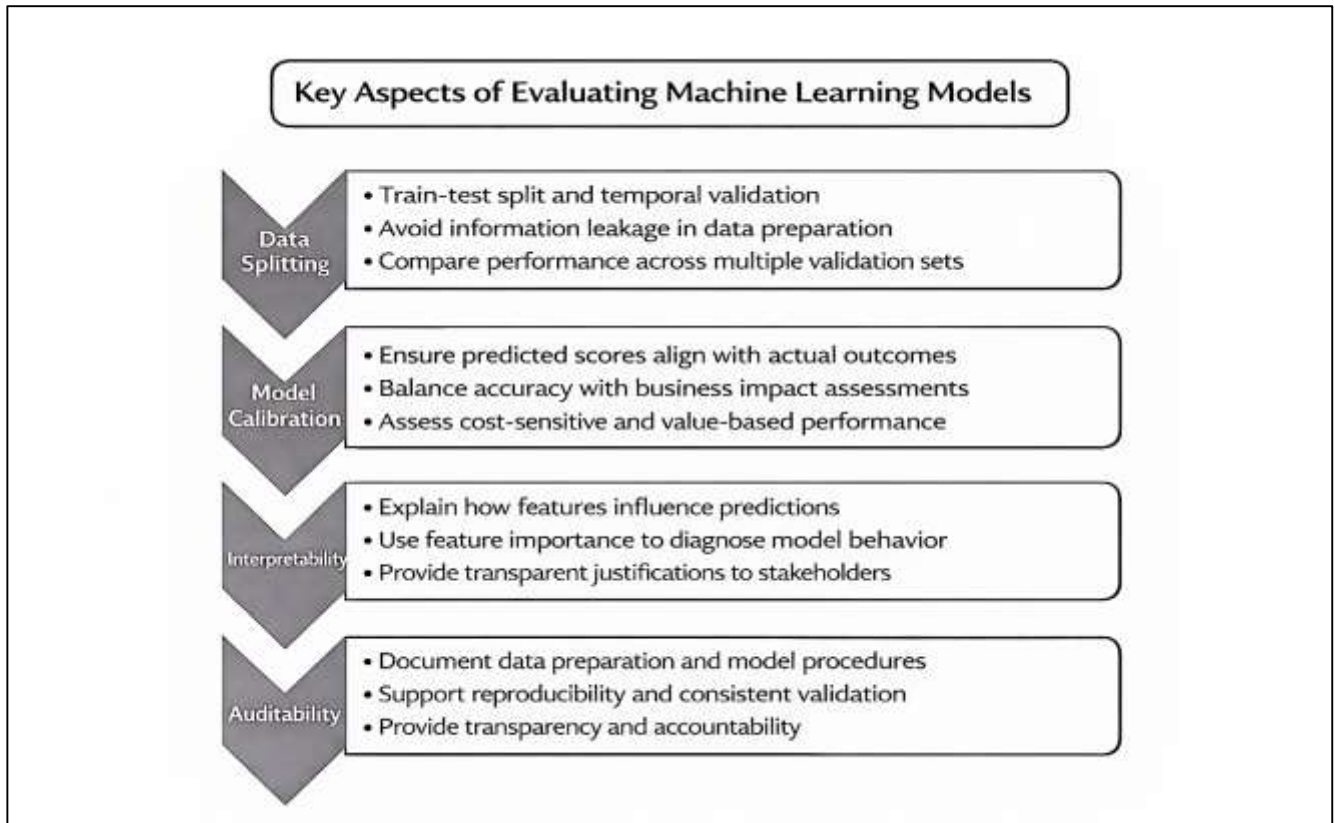 Key Aspects of Evaluating Machine Learning Models
Data
Splitting
• Train-test split and temporal validation
• Avoid information leakage in data preparation
• Compare performance across multiple validation sets
Model
Calibration
• Ensure predicted scores align with actual outcomes
• Balance accuracy with business impact assessments
• Assess cost-sensitive and value-based performance
Interpretability
• Explain how features influence predictions
• Use feature importance to diagnose model behavior
• Provide transparent justifications to stakeholders
Auditability
• Document data preparation and model procedures
• Support reproducibility and consistent validation
• Provide transparency and accountability